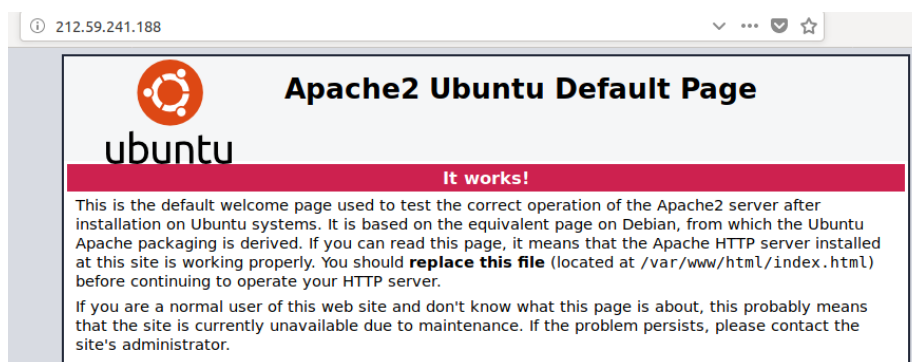 212.59.241.188
Apache2 Ubuntu Default Page
ubuntu
It works!
This is the default welcome page used to test the correct operation of the Apache2 server after
installation on Ubuntu systems. It is based on the equivalent page on Debian, from which the Ubuntu
Apache packaging is derived. If you can read this page, it means that the Apache HTTP server installed
at this site is working properly. You should replace this file (located at /var/www/html/index.html)
before continuing to operate your HTTP server.
If you are a normal user of this web site and don't know what this page is about, this probably means
that the site is currently unavailable due to maintenance. If the problem persists, please contact the
site's administrator.